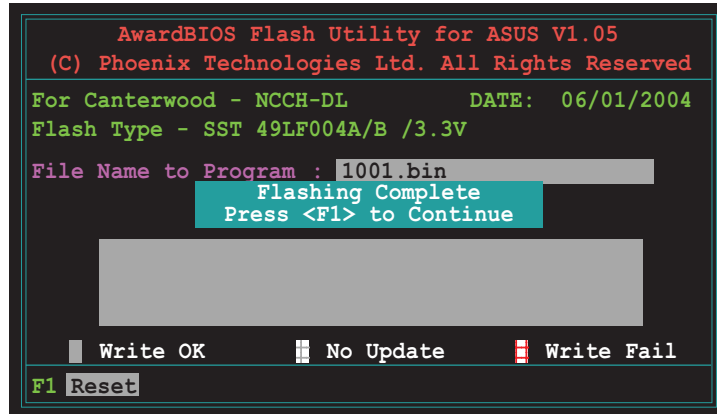 AwardBIOS Flash Utility for ASUS V1.05
(C) Phoenix Technologies Ltd. All Rights Reserved
For Canterwood - NCCH-DL DATE: 06/01/2004
Flash Type - SST 49LF004A/B /3.3V
File Name to Program : 1001.bin
Flashing Complete
Press <F1> to Continue
Write OK No Update Write Fail
F1 Reset